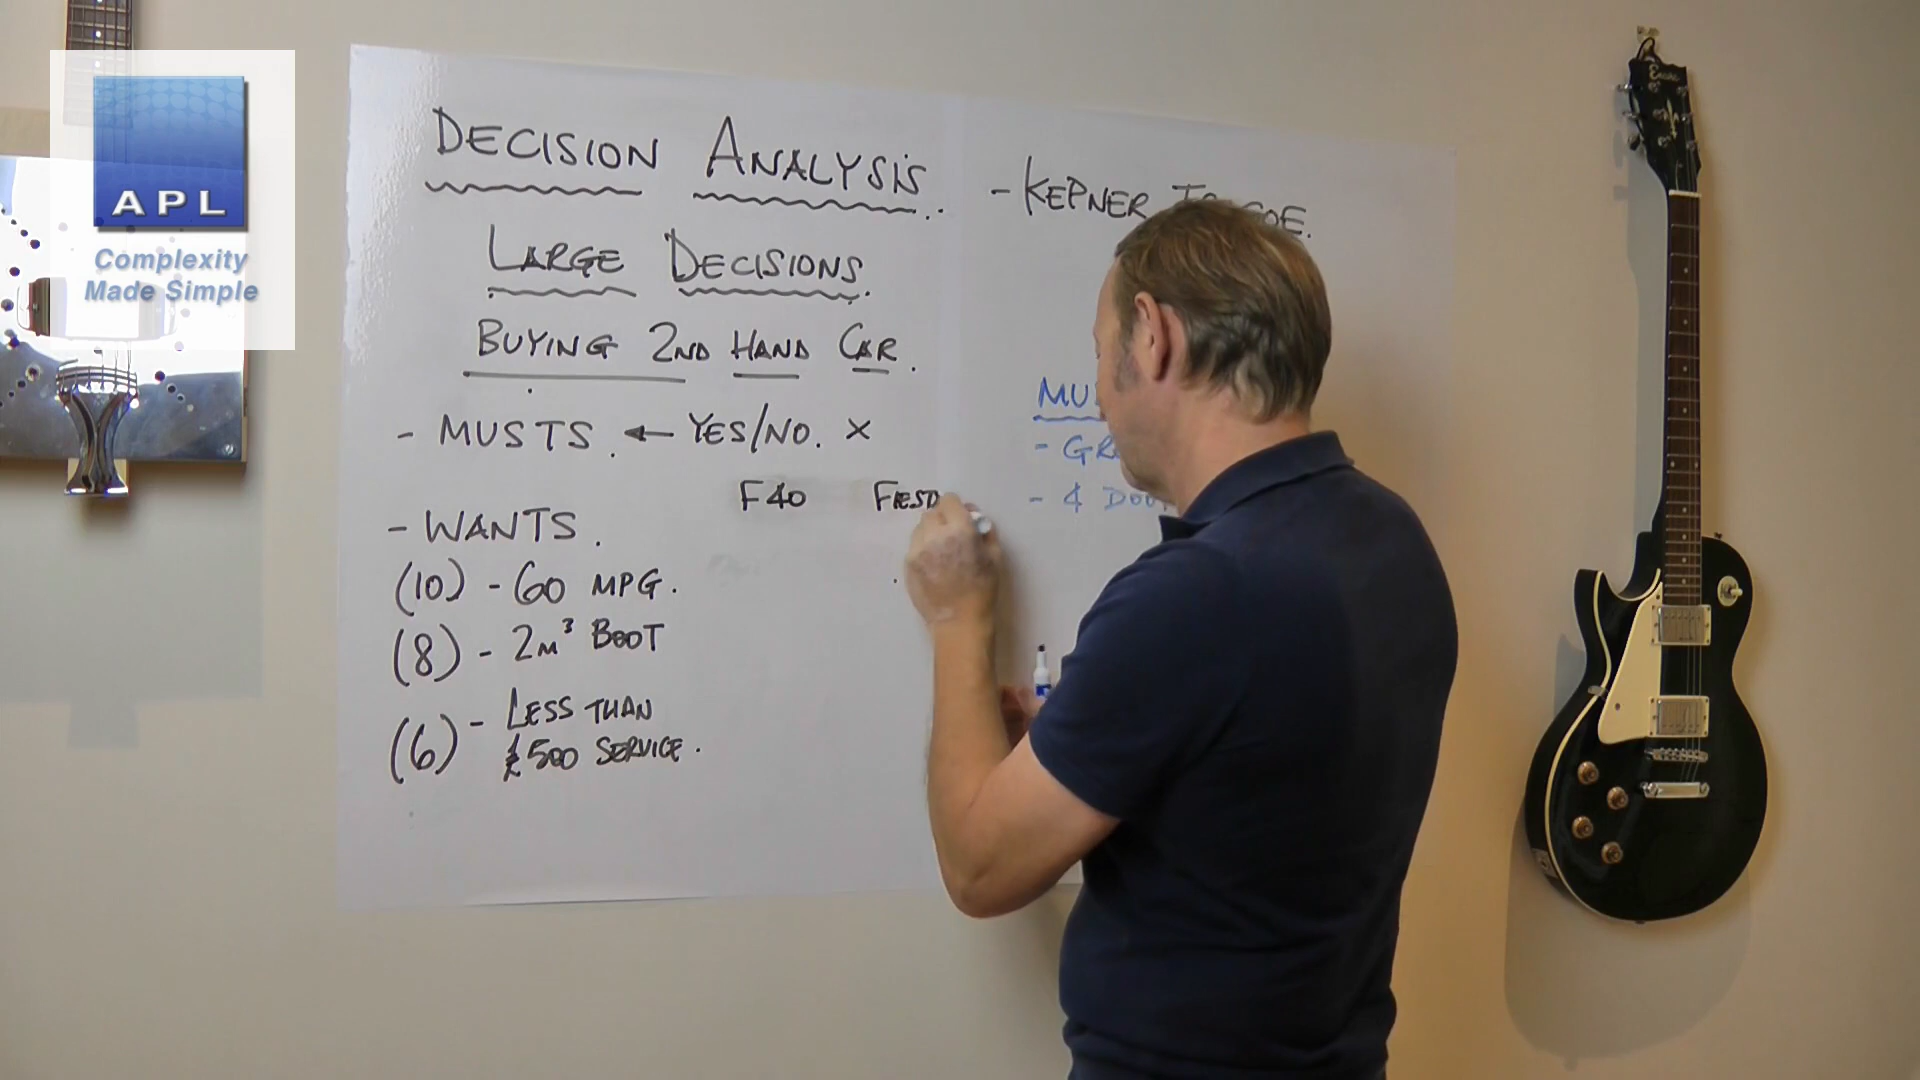 APL
Complexity
Made Simple
DECISION ANALYSIS
LARGE DECISIONS.
BUYING 2ND HAND CAR.
- MUSTS. ← YES/NO. ×
F40
- WANTS.
(10) - 60 MPG.
(8) - 2m³ BOOT
(6) - LESS THAN
£500 SERVICE.
- KEPNER
- 4